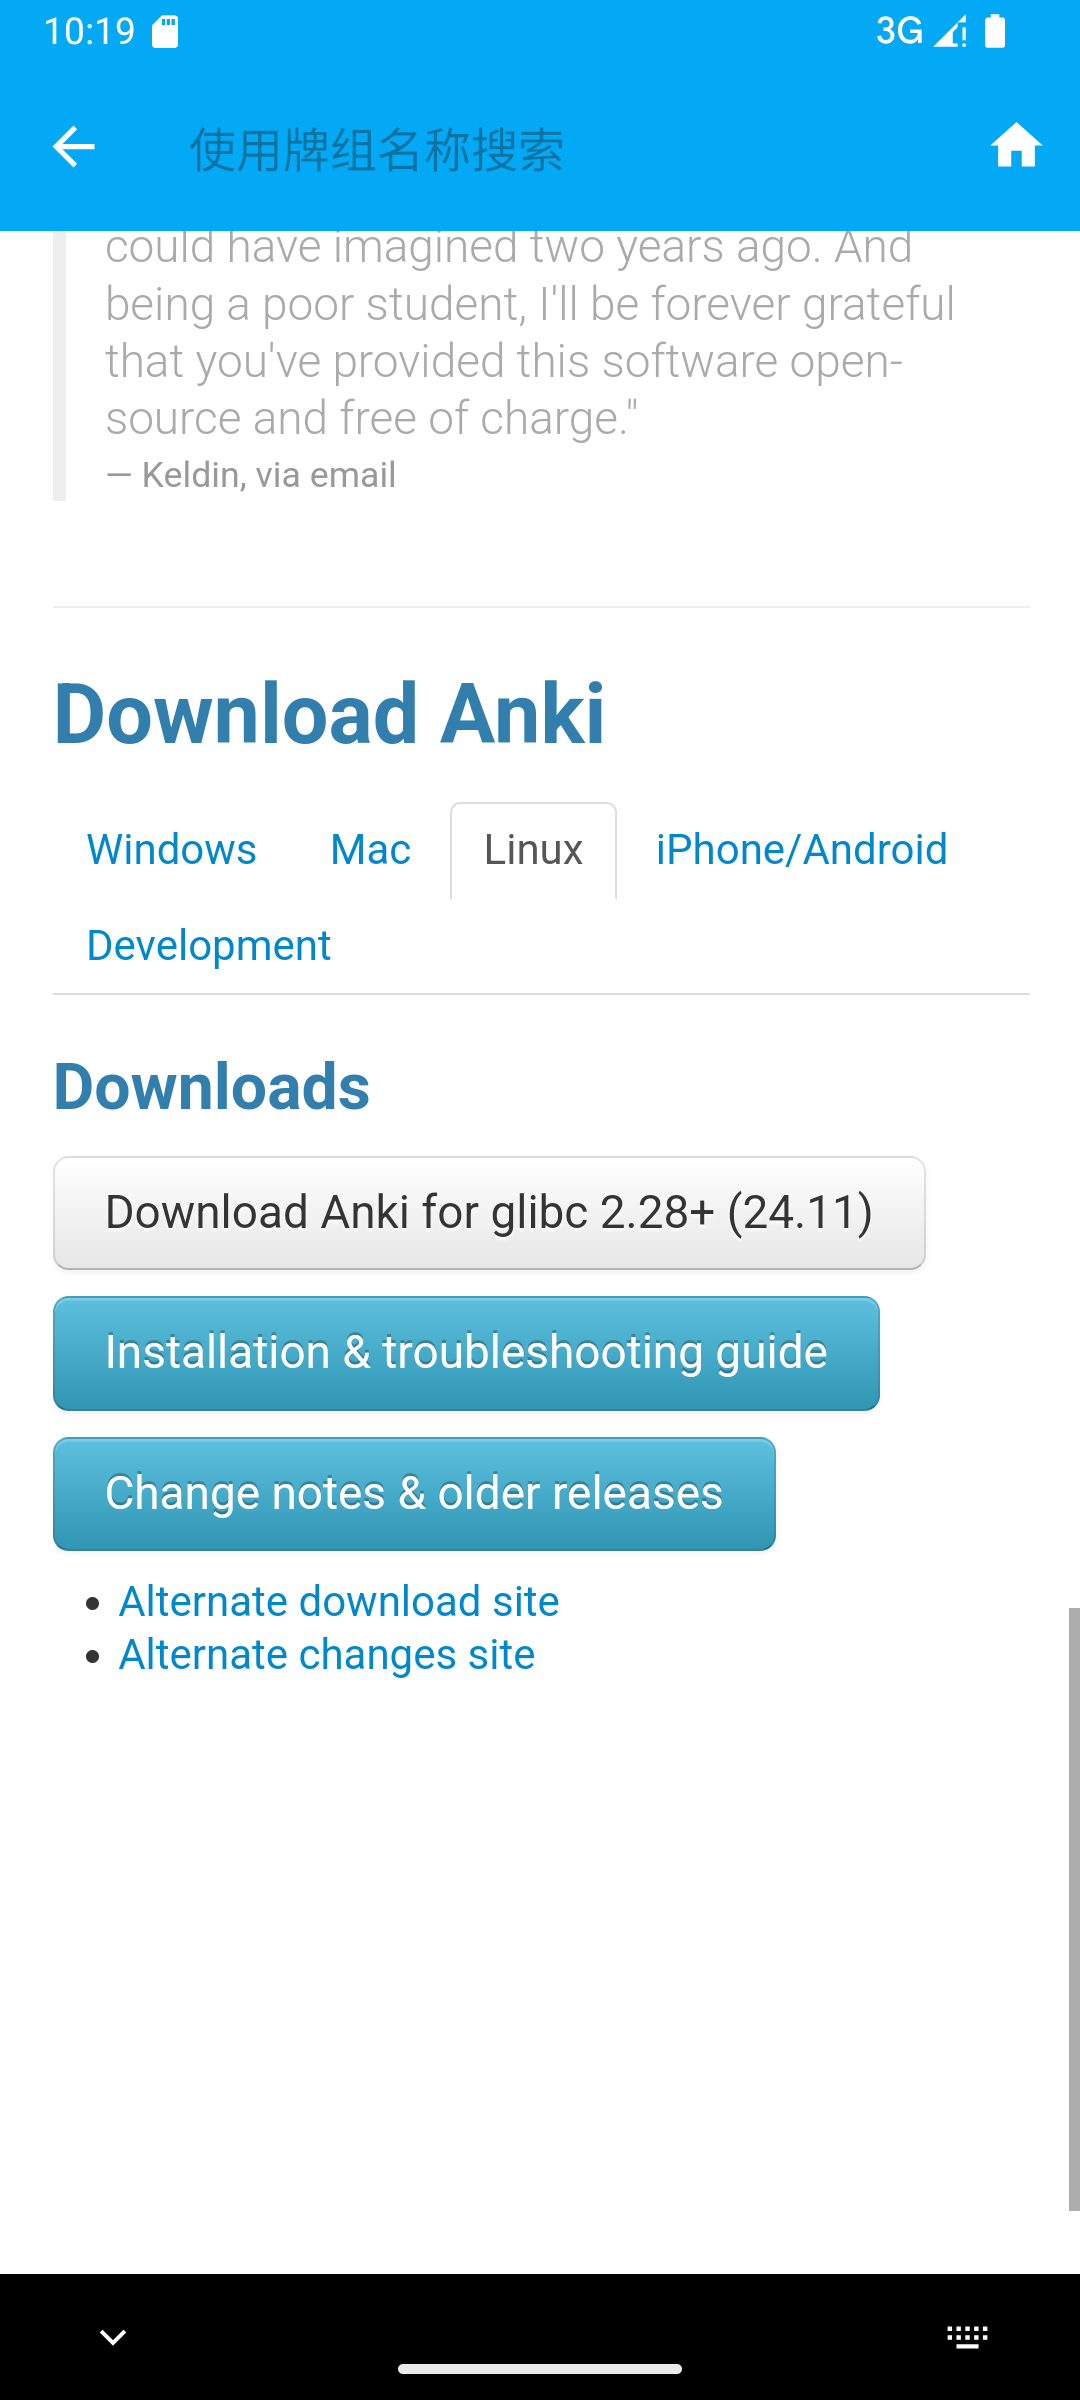 10:19
3G
使用牌组名称搜索
could have imagined two years ago. And
being a poor student, I'll be forever grateful
that you've provided this software open-
source and free of charge."
— Keldin, via email
Download Anki
Windows Mac Linux iPhone/Android
Development
Downloads
Download Anki for glibc 2.28+ (24.11)
Installation & troubleshooting guide
Change notes & older releases
• Alternate download site
• Alternate changes site